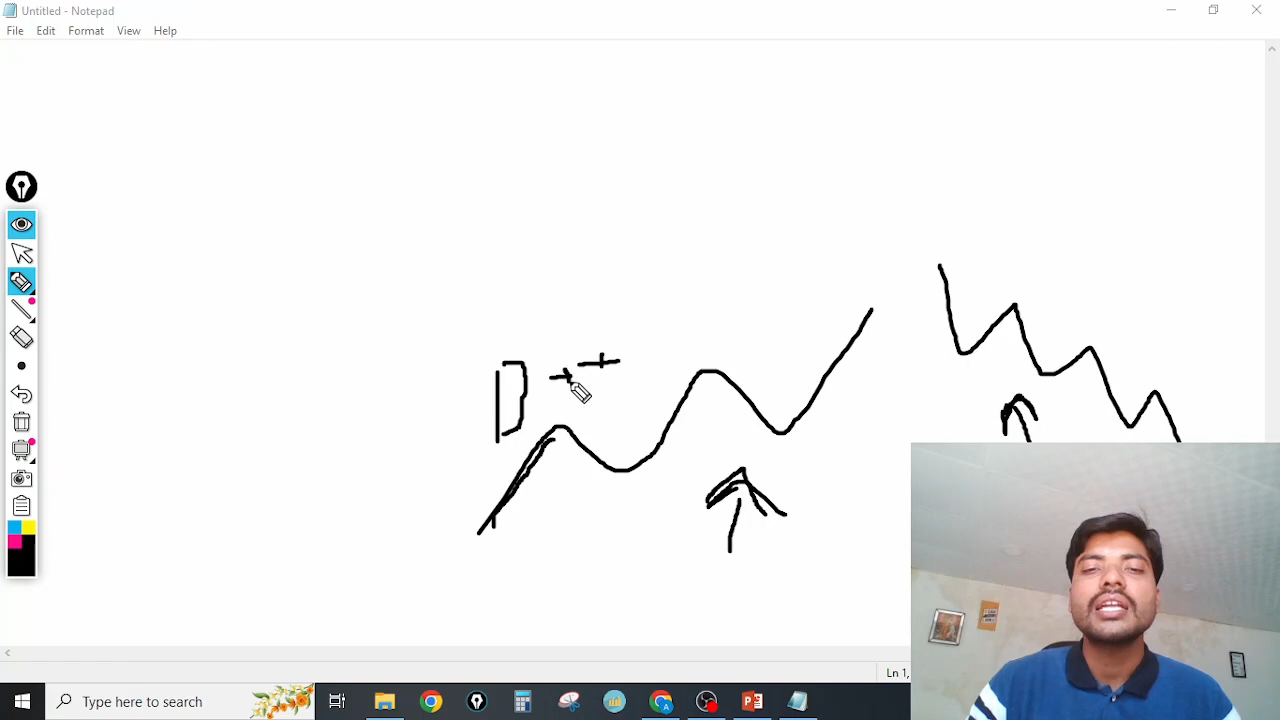 Untitled - Notepad
File Edit Format View Help
D
Ln 1,
Type here to search